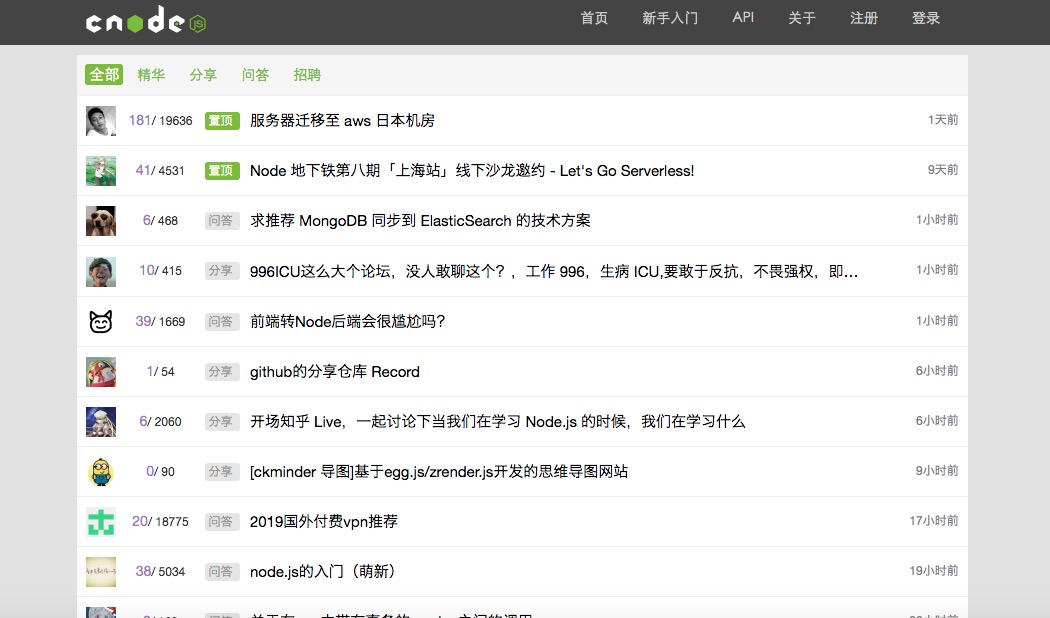 cnode JS
首页 新手入门 API 关于 注册 登录
全部 精华 分享 问答 招聘
181/ 19636 置顶 服务器迁移至 aws 日本机房 1天前
41/ 4531 置顶 Node 地下铁第八期「上海站」线下沙龙邀约 - Let's Go Serverless! 9天前
6/ 468 问答 求推荐 MongoDB 同步到 ElasticSearch 的技术方案 1小时前
10/ 415 分享 996ICU这么大个论坛，没人敢聊这个？，工作 996，生病 ICU,要敢于反抗，不畏强权，即… 1小时前
39/ 1669 问答 前端转Node后端会很尴尬吗？ 1小时前
1/ 54 分享 github的分享仓库 Record 6小时前
6/ 2060 分享 开场知乎 Live，一起讨论下当我们在学习 Node.js 的时候，我们在学习什么 6小时前
0/ 90 分享 [ckminder 导图]基于egg.js/zrender.js开发的思维导图网站 9小时前
20/ 18775 问答 2019国外付费vpn推荐 17小时前
38/ 5034 问答 node.js的入门（萌新） 19小时前